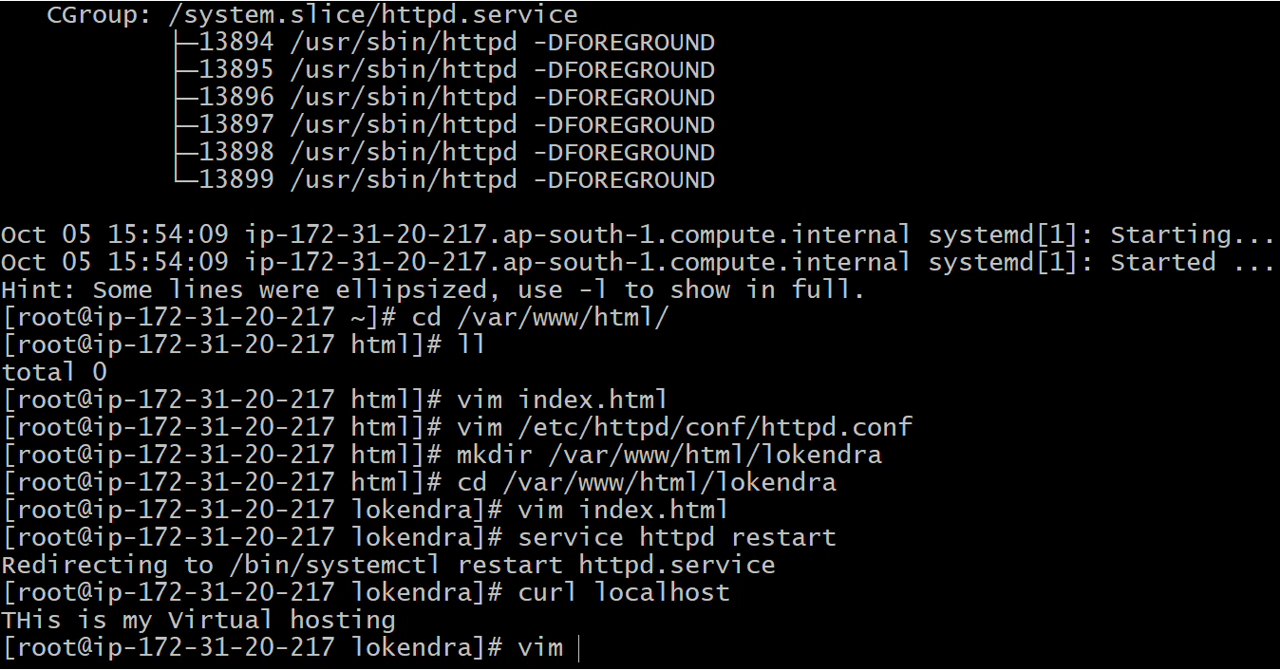 CGroup: /system.slice/httpd.service
├─13894 /usr/sbin/httpd -DFOREGROUND
├─13895 /usr/sbin/httpd -DFOREGROUND
├─13896 /usr/sbin/httpd -DFOREGROUND
├─13897 /usr/sbin/httpd -DFOREGROUND
├─13898 /usr/sbin/httpd -DFOREGROUND
└─13899 /usr/sbin/httpd -DFOREGROUND
Oct 05 15:54:09 ip-172-31-20-217.ap-south-1.compute.internal systemd[1]: Starting...
Oct 05 15:54:09 ip-172-31-20-217.ap-south-1.compute.internal systemd[1]: Started ...
Hint: Some lines were ellipsized, use -l to show in full.
[root@ip-172-31-20-217 ~]# cd /var/www/html/
[root@ip-172-31-20-217 html]# ll
total 0
[root@ip-172-31-20-217 html]# vim index.html
[root@ip-172-31-20-217 html]# vim /etc/httpd/conf/httpd.conf
[root@ip-172-31-20-217 html]# mkdir /var/www/html/lokendra
[root@ip-172-31-20-217 html]# cd /var/www/html/lokendra
[root@ip-172-31-20-217 lokendra]# vim index.html
[root@ip-172-31-20-217 lokendra]# service httpd restart
Redirecting to /bin/systemctl restart httpd.service
[root@ip-172-31-20-217 lokendra]# curl localhost
THis is my Virtual hosting
[root@ip-172-31-20-217 lokendra]# vim